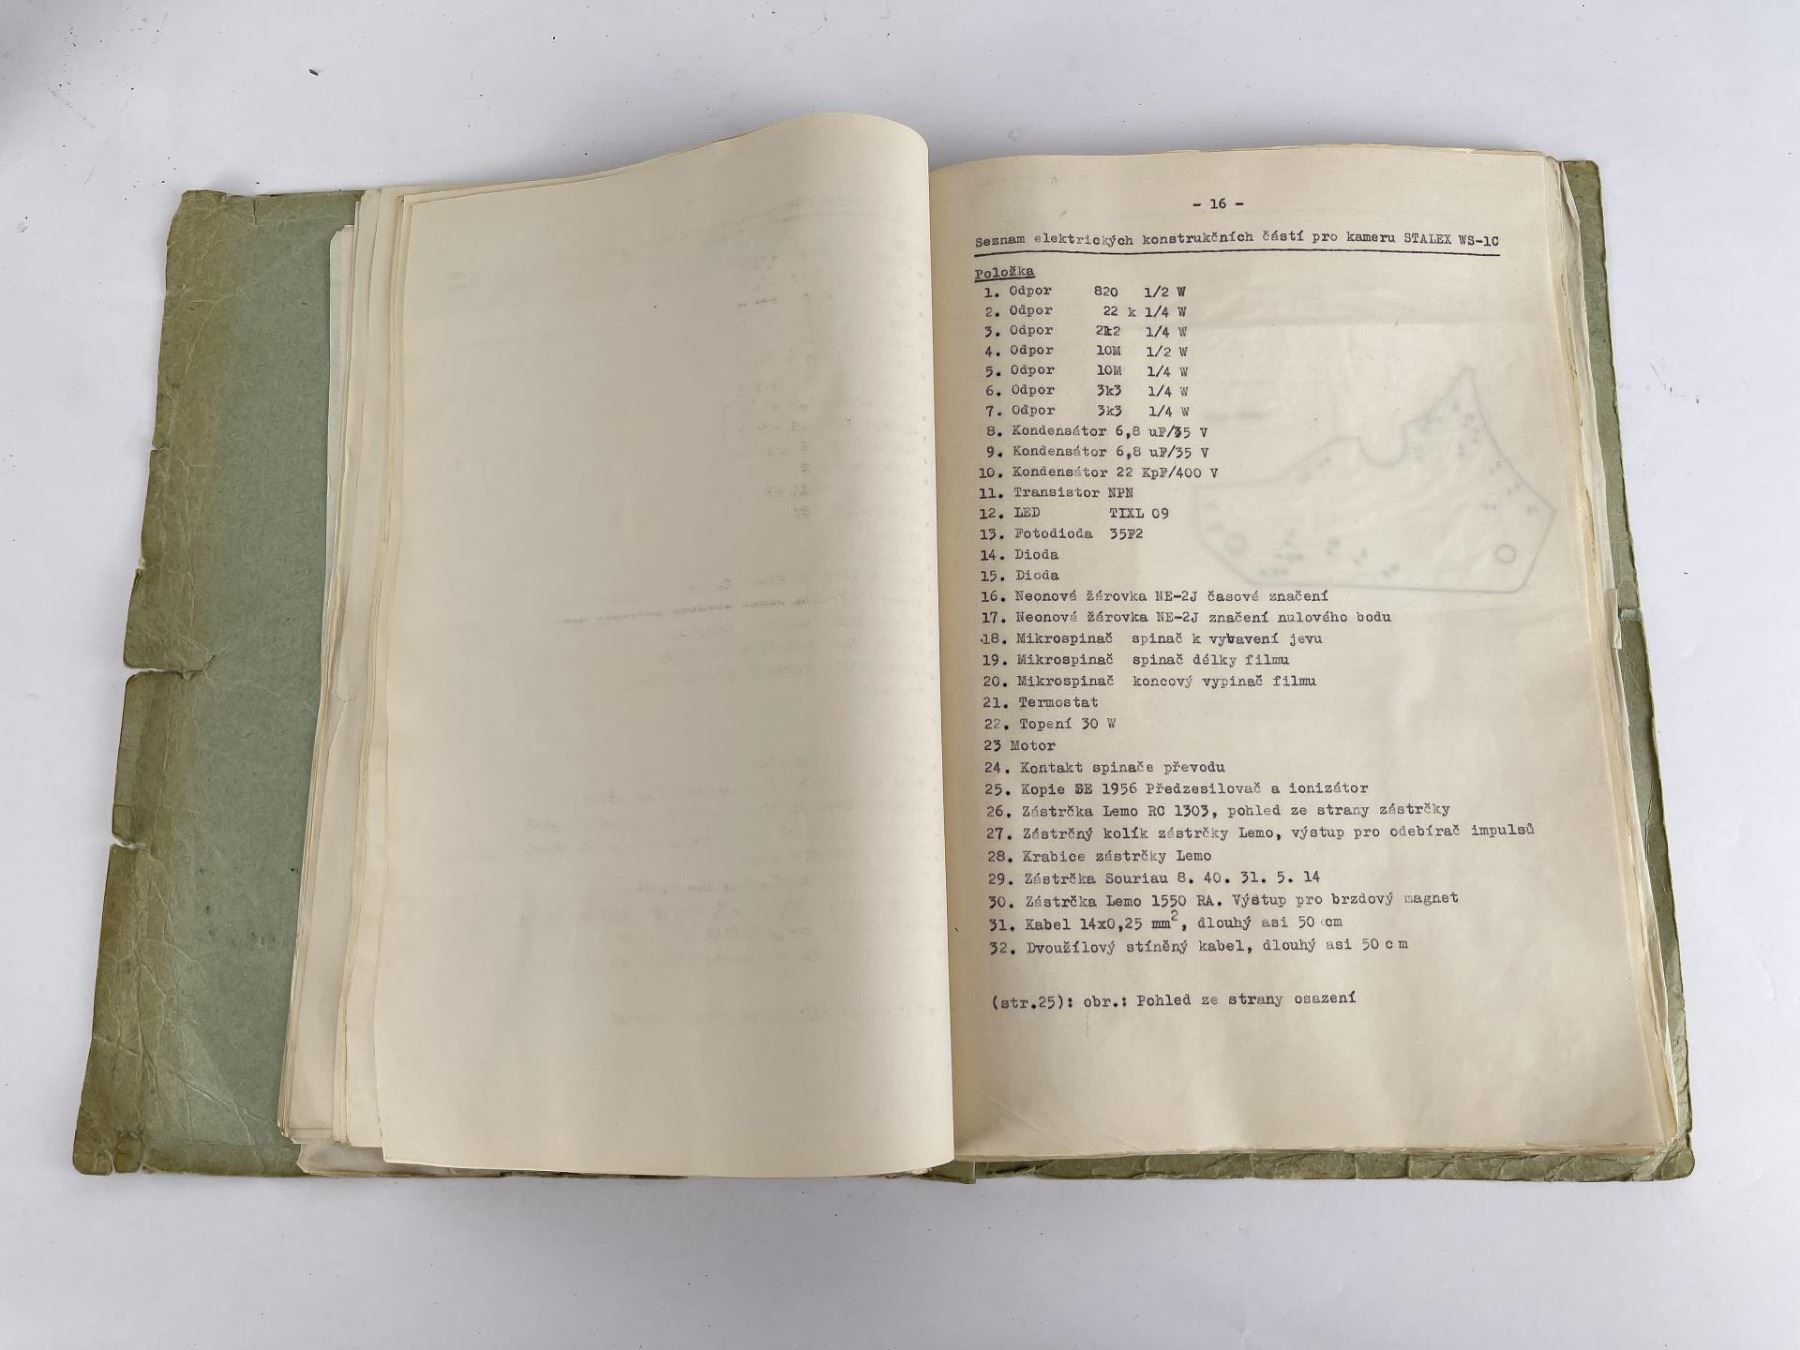 - 16 -
Seznam elektrických konstrukčních částí pro kameru STALEX WS-1C
Položka
1. Odpor 820 1/2 W
2. Odpor 22 k 1/4 W
3. Odpor 2k2 1/4 W
4. Odpor 10M 1/2 W
5. Odpor 10M 1/4 W
6. Odpor 3k3 1/4 W
7. Odpor 3k3 1/4 W
8. Kondensátor 6,8 uF/35 V
9. Kondensátor 6,8 uF/35 V
10. Kondensátor 22 KpF/400 V
11. Transistor NPN
12. LED TIXL 09
13. Fotodioda 35F2
14. Dioda
15. Dioda
16. Neonová žárovka NE-2J časové značení
17. Neonová žárovka NE-2J značení nulového bodu
18. Mikrospinač spinač k vybavení jevu
19. Mikrospinač spinač délky filmu
20. Mikrospinač koncový vypinač filmu
21. Termostat
22. Topení 30 W
23 Motor
24. Kontakt spinače převodu
25. Kopie SE 1956 Předzesilovač a ionizátor
26. Zástrčka Lemo RC 1303, pohled ze strany zástrčky
27. Zástrčný kolík zástrčky Lemo, výstup pro odebírač impulsů
28. Krabice zástrčky Lemo
29. Zástrčka Souriau 8. 40. 31. 5. 14
30. Zástrčka Lemo 1550 RA. Výstup pro brzdový magnet
31. Kabel 14x0,25 mm², dlouhý asi 50 cm
32. Dvoužílový stíněný kabel, dlouhý asi 50 cm
(str.25): obr.: Pohled ze strany osazení